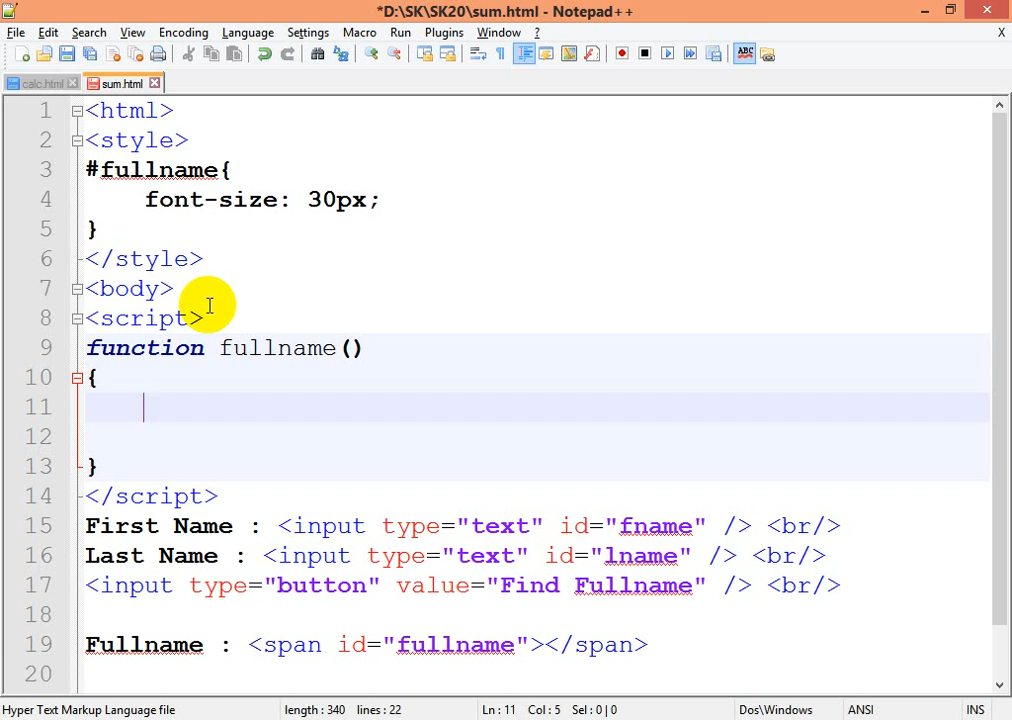 *D:\SK\SK20\sum.html - Notepad++
File Edit Search View Encoding Language Settings Macro Run Plugins Window ? X
calc.html sum.html
1 <html>
2 <style>
3 #fullname{
4 font-size: 30px;
5 }
6 </style>
7 <body>
8 <script>
9 function fullname()
10 {
11
12
13 }
14 </script>
15 First Name : <input type="text" id="fname" /> <br/>
16 Last Name : <input type="text" id="lname" /> <br/>
17 <input type="button" value="Find Fullname" /> <br/>
18
19 Fullname : <span id="fullname"></span>
20
Hyper Text Markup Language file length : 340 lines : 22 Ln : 11 Col : 5 Sel : 0 | 0 Dos\Windows ANSI INS